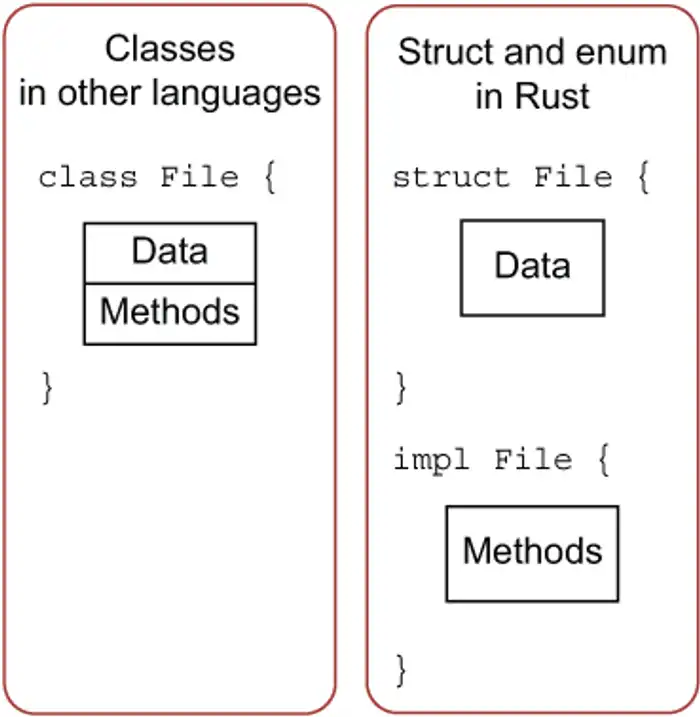 Classes
in other languages
class File {
Data
Methods
}
Struct and enum
in Rust
struct File {
Data
}
impl File {
Methods
}